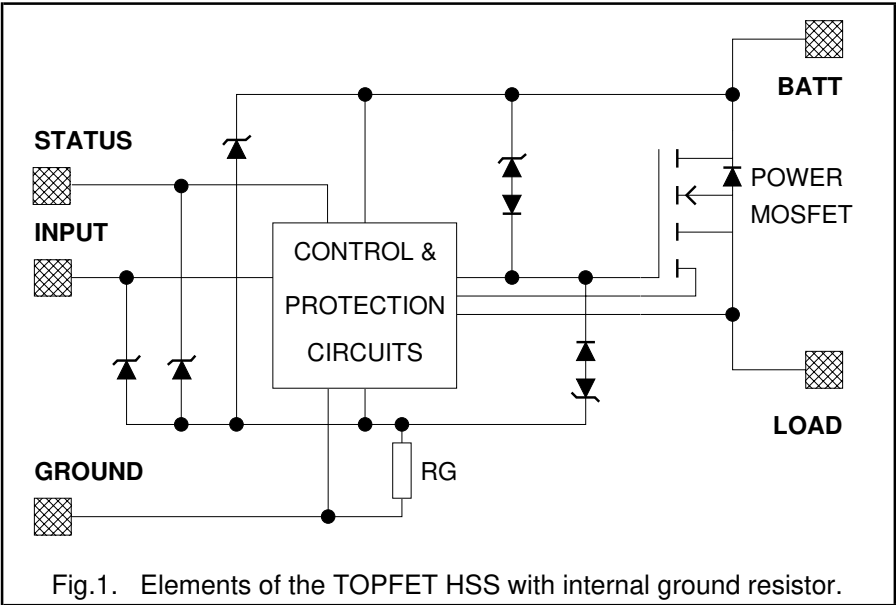 BATT
STATUS
POWER
MOSFET
INPUT
CONTROL &
PROTECTION
CIRCUITS
LOAD
GROUND
RG
Fig.1. Elements of the TOPFET HSS with internal ground resistor.